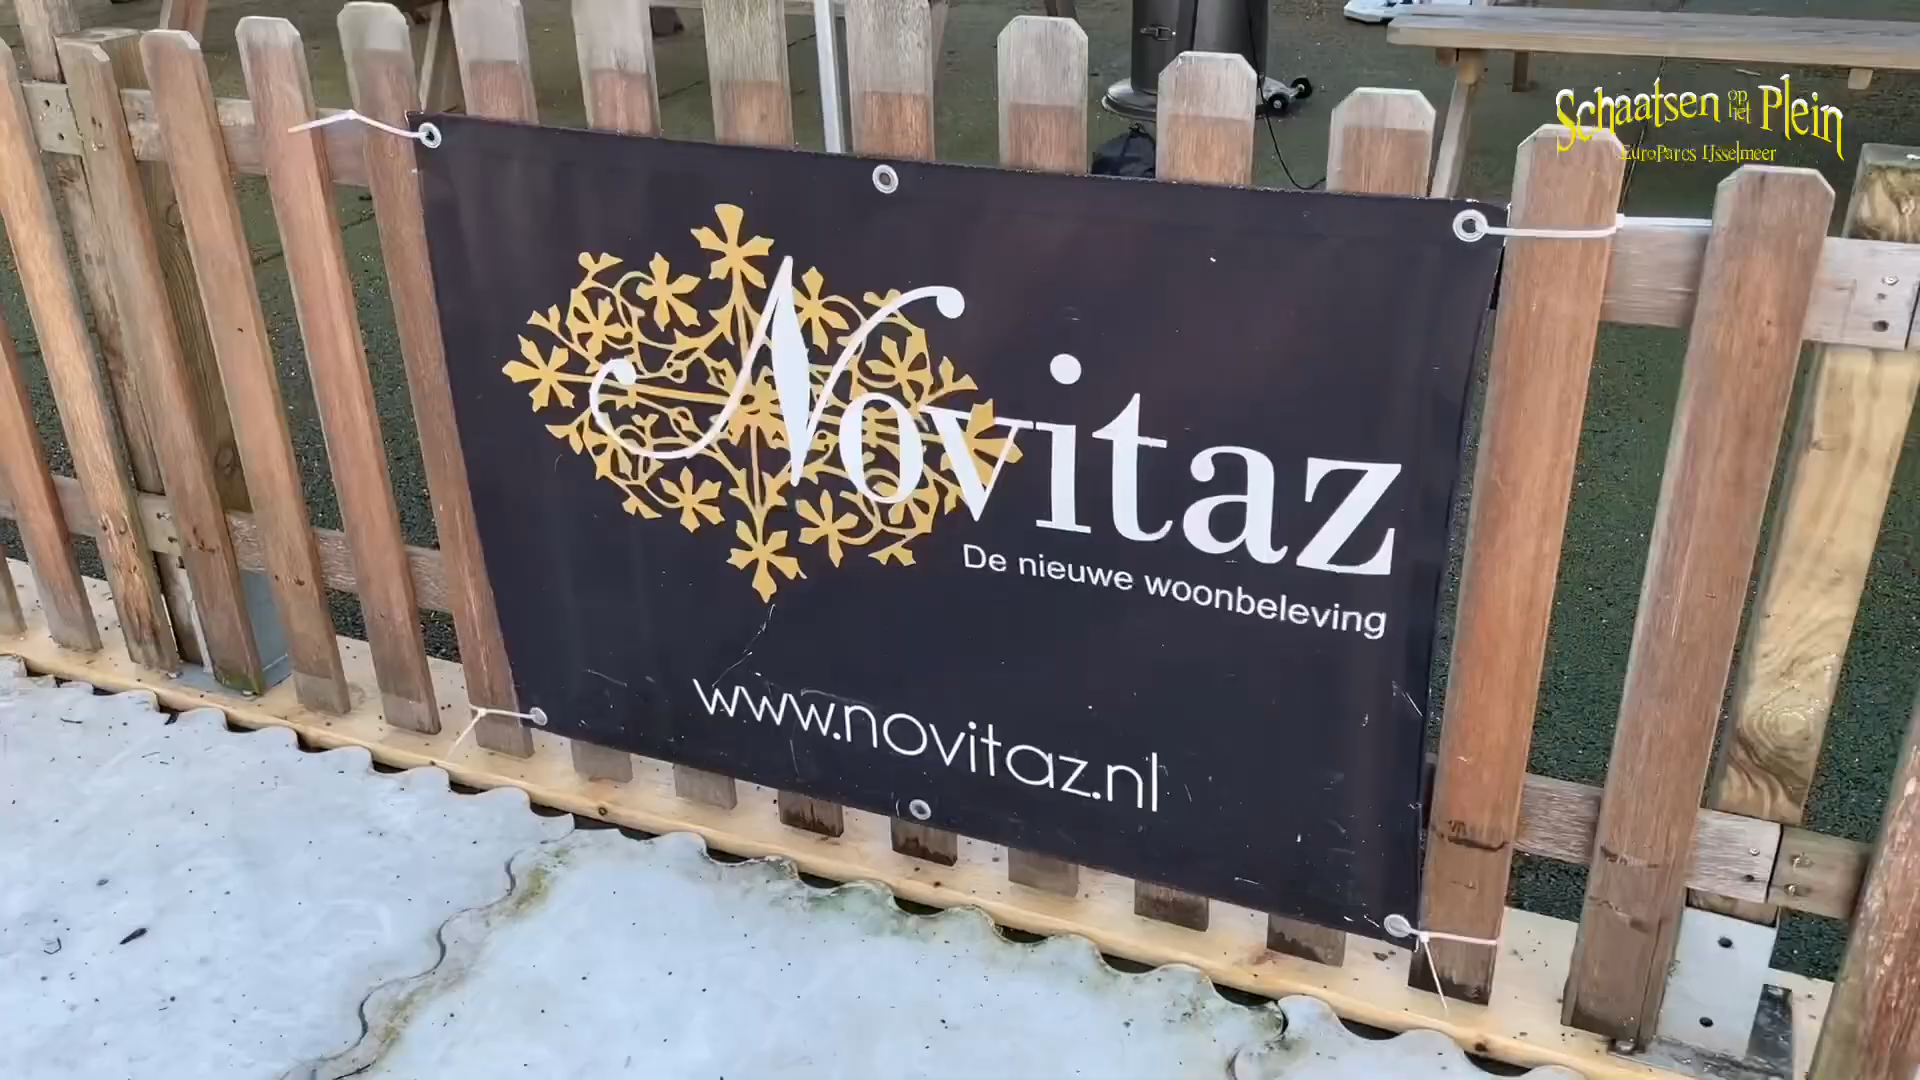 Schaatsen op het Plein
EuroParcs IJsselmeer
Novitaz
De nieuwe woonbeleving
www.novitaz.nl